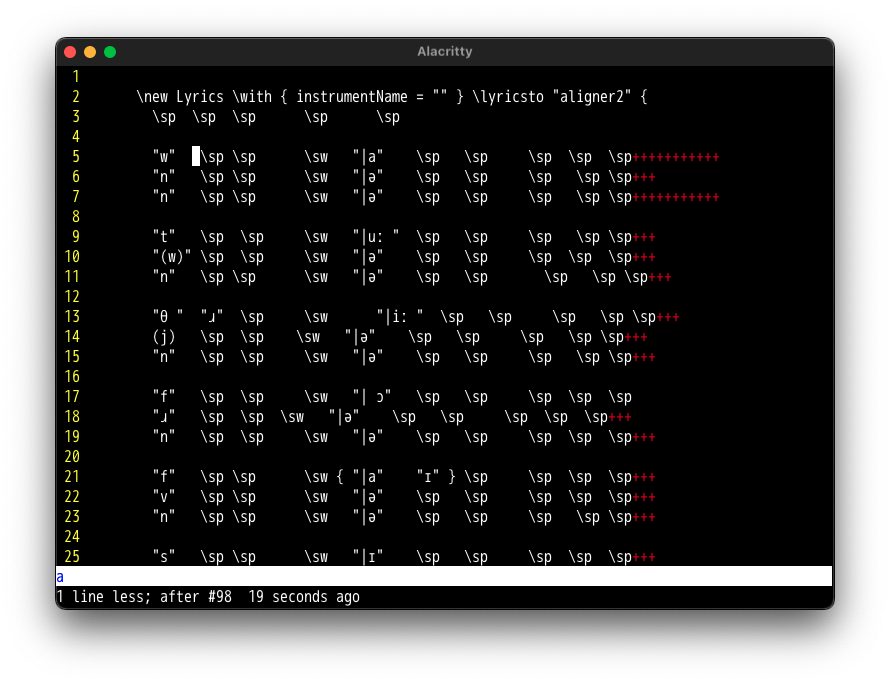 Alacritty
1
2 \new Lyrics \with { instrumentName = "" } \lyricsto "aligner2" {
3 \sp \sp \sp \sp \sp
4
5 "w" \sp \sp \sw "|a" \sp \sp \sp \sp \sp+++++++++++
6 "n" \sp \sp \sw "|ə" \sp \sp \sp \sp \sp+++
7 "n" \sp \sp \sw "|ə" \sp \sp \sp \sp \sp+++++++++++
8
9 "t" \sp \sp \sw "|uː " \sp \sp \sp \sp \sp+++
10 "(w)" \sp \sp \sw "|ə" \sp \sp \sp \sp \sp+++
11 "n" \sp \sp \sw "|ə" \sp \sp \sp \sp \sp+++
12
13 "θ " "ɹ" \sp \sw "|iː " \sp \sp \sp \sp \sp+++
14 (j) \sp \sp \sw "|ə" \sp \sp \sp \sp \sp+++
15 "n" \sp \sp \sw "|ə" \sp \sp \sp \sp \sp+++
16
17 "f" \sp \sp \sw "| ɔ" \sp \sp \sp \sp \sp
18 "ɹ" \sp \sp \sw "|ə" \sp \sp \sp \sp \sp+++
19 "n" \sp \sp \sw "|ə" \sp \sp \sp \sp \sp+++
20
21 "f" \sp \sp \sw { "|a" "ɪ" } \sp \sp \sp \sp+++
22 "v" \sp \sp \sw "|ə" \sp \sp \sp \sp \sp+++
23 "n" \sp \sp \sw "|ə" \sp \sp \sp \sp \sp+++
24
25 "s" \sp \sp \sw "|ɪ" \sp \sp \sp \sp \sp+++
a
1 line less; after #98 19 seconds ago